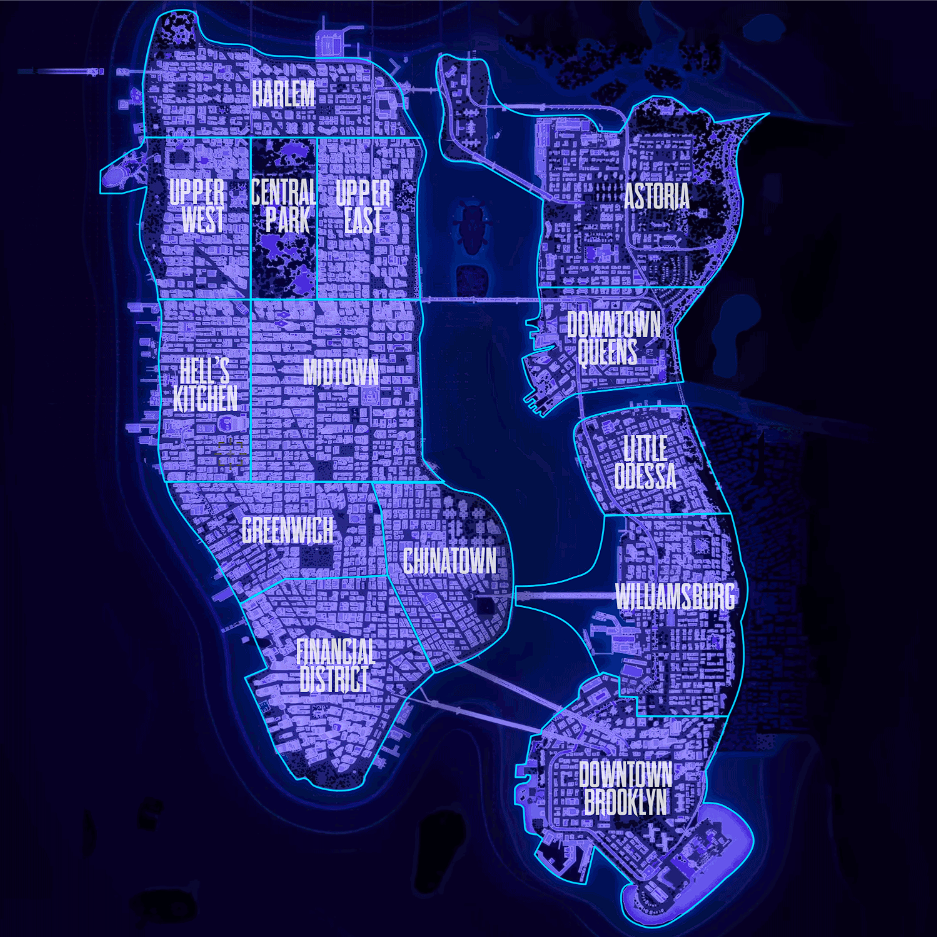 HARLEM
UPPER
WEST
CENTRAL
PARK
UPPER
EAST
ASTORIA
DOWNTOWN
QUEENS
HELL'S
KITCHEN
MIDTOWN
LITTLE
ODESSA
GREENWICH
CHINATOWN
WILLIAMSBURG
FINANCIAL
DISTRICT
DOWNTOWN
BROOKLYN